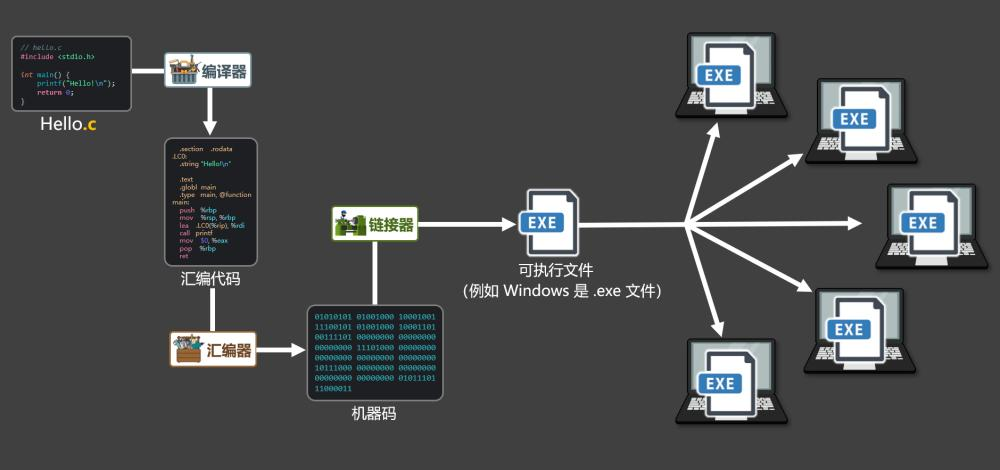 // hello.c
#include <stdio.h>
int main() {
printf("Hello!\n");
return 0;
}
Hello.c
编译器
.section .rodata
.LC0:
.string "Hello!\n"
.text
.globl main
.type main, @function
main:
push %rbp
mov %rsp, %rbp
lea .LC0(%rip), %rdi
call printf
mov $0, %eax
pop %rbp
ret
汇编代码
汇编器
01010101 01001000 10001001
11100101 01001000 10001101
00111101 00000000 00000000
00000000 11101000 00000000
00000000 00000000 00000000
10111000 00000000 00000000
00000000 00000000 01011101
11000011
机器码
链接器
EXE
可执行文件
(例如 Windows 是 .exe 文件)
EXE
EXE
EXE
EXE
EXE